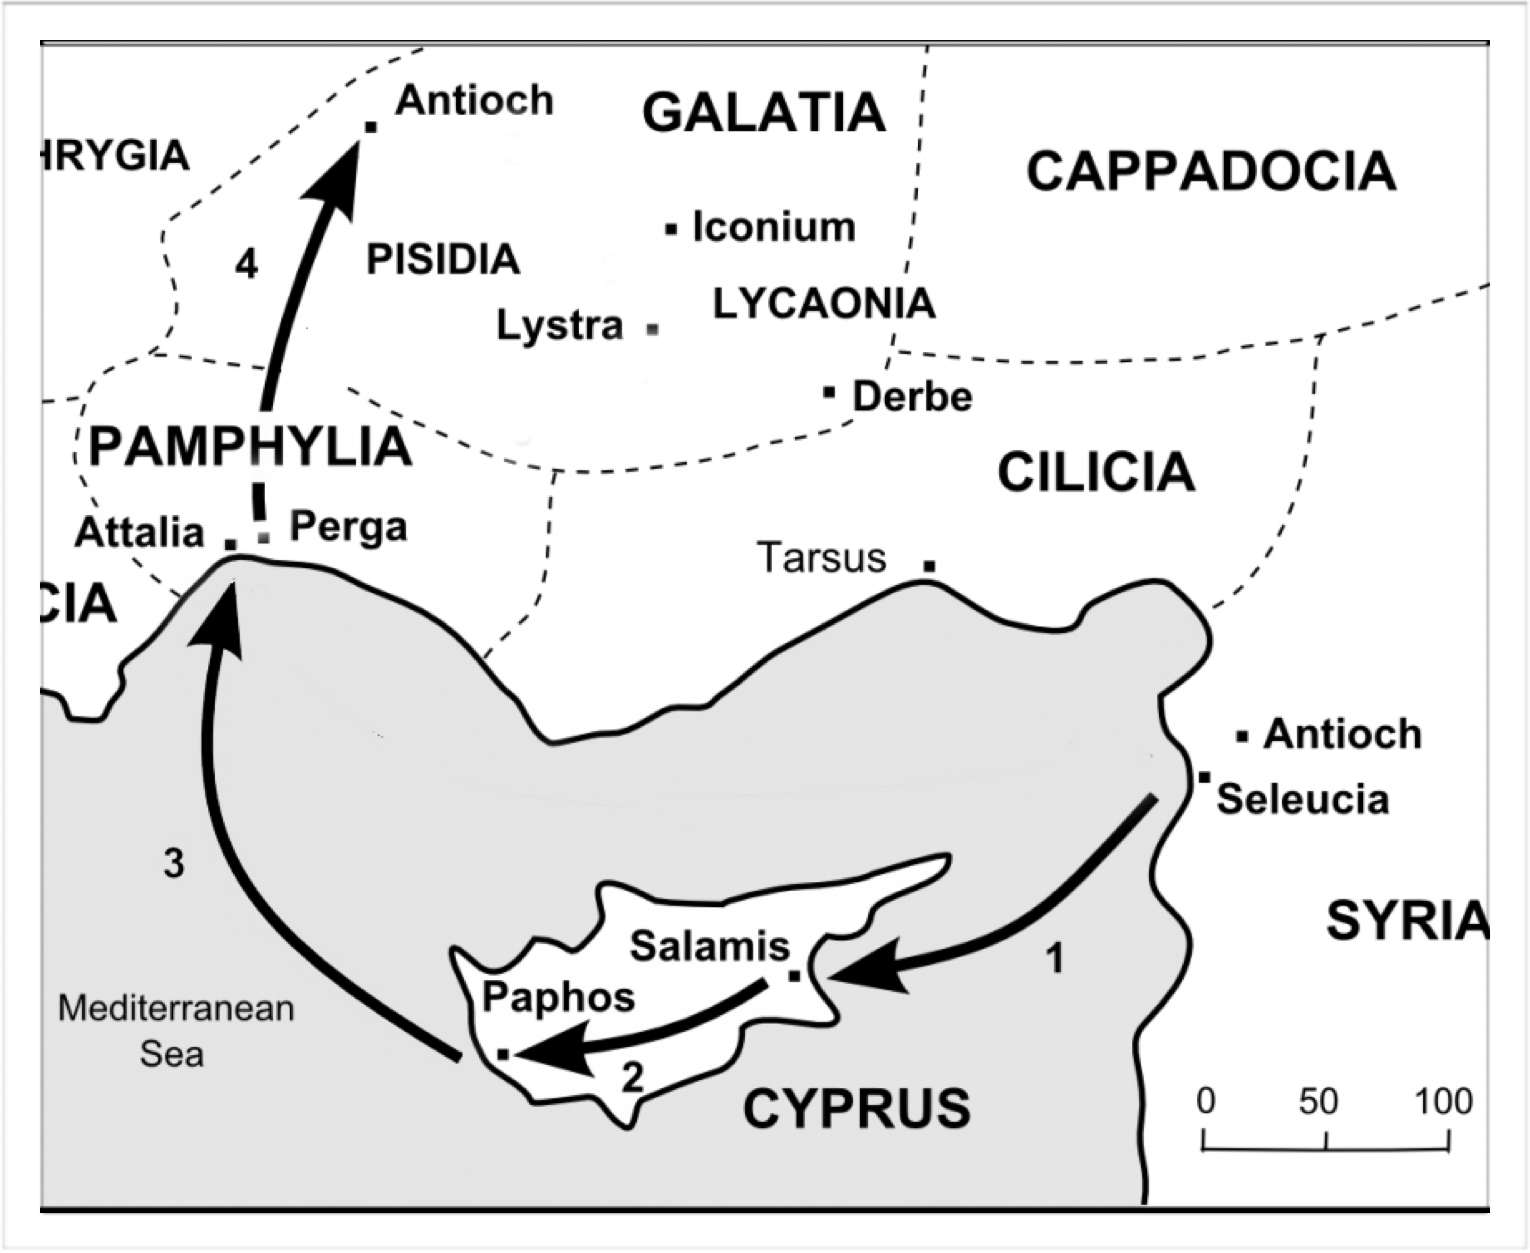 Antioch
GALATIA
HRYGIA
CAPPADOCIA
Iconium
4
PISIDIA
LYCAONIA
Lystra
Derbe
PAMPHYLIA
CILICIA
Attalia
Perga
Tarsus
CIA
Antioch
Seleucia
3
SYRIA
Salamis
1
Paphos
Mediterranean
Sea
2
CYPRUS
0 50 100